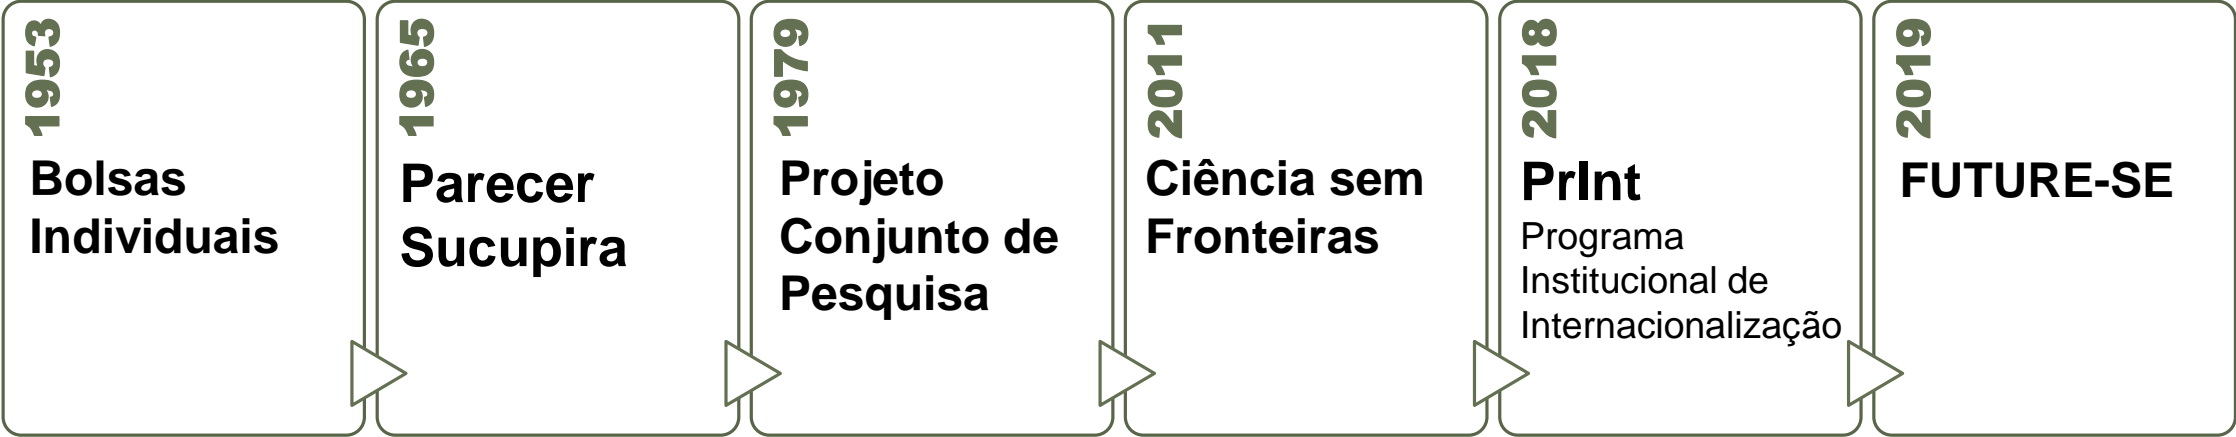 1953
Bolsas
Individuais
1965
Parecer
Sucupira
1979
Projeto
Conjunto de
Pesquisa
2011
Ciência sem
Fronteiras
2018
PrInt
Programa
Institucional de
Internacionalização
2019
FUTURE-SE